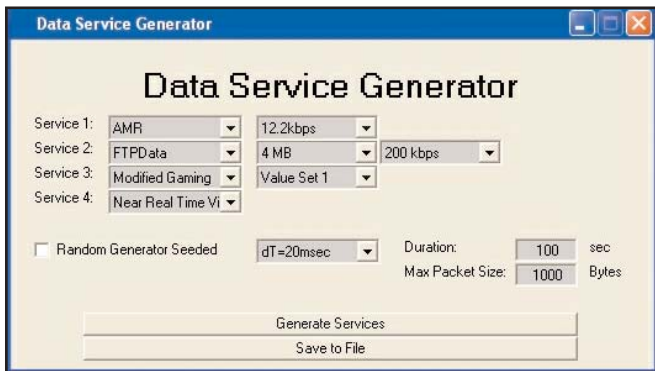 Data Service Generator
Data Service Generator
Service 1: AMR 12.2kbps
Service 2: FTPData 4 MB 200 kbps
Service 3: Modified Gaming Value Set 1
Service 4: Near Real Time Vi
Random Generator Seeded dT=20msec Duration: 100 sec
Max Packet Size: 1000 Bytes
Generate Services
Save to File